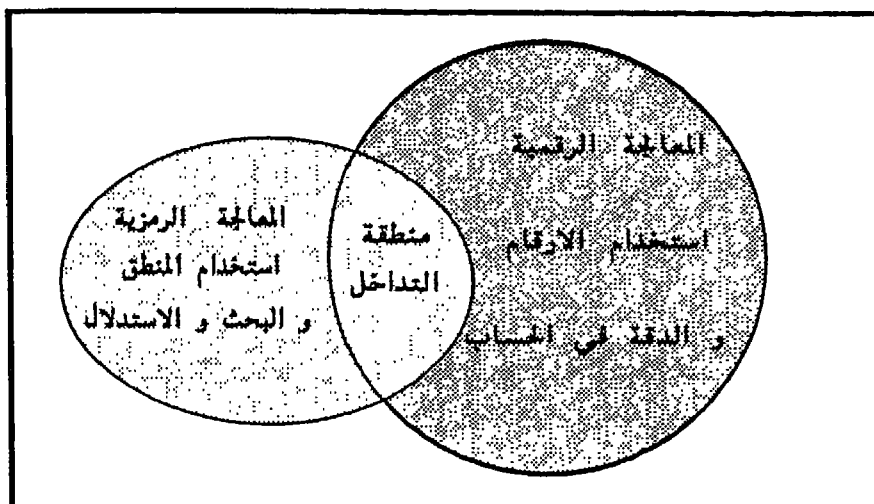 المعالجة الرقمية
استخدام الارقام
و الدقة في الحساب
منطقة
التداخل
المعالجة الرمزية
استخدام المنطق
و البحث و الاستدلال